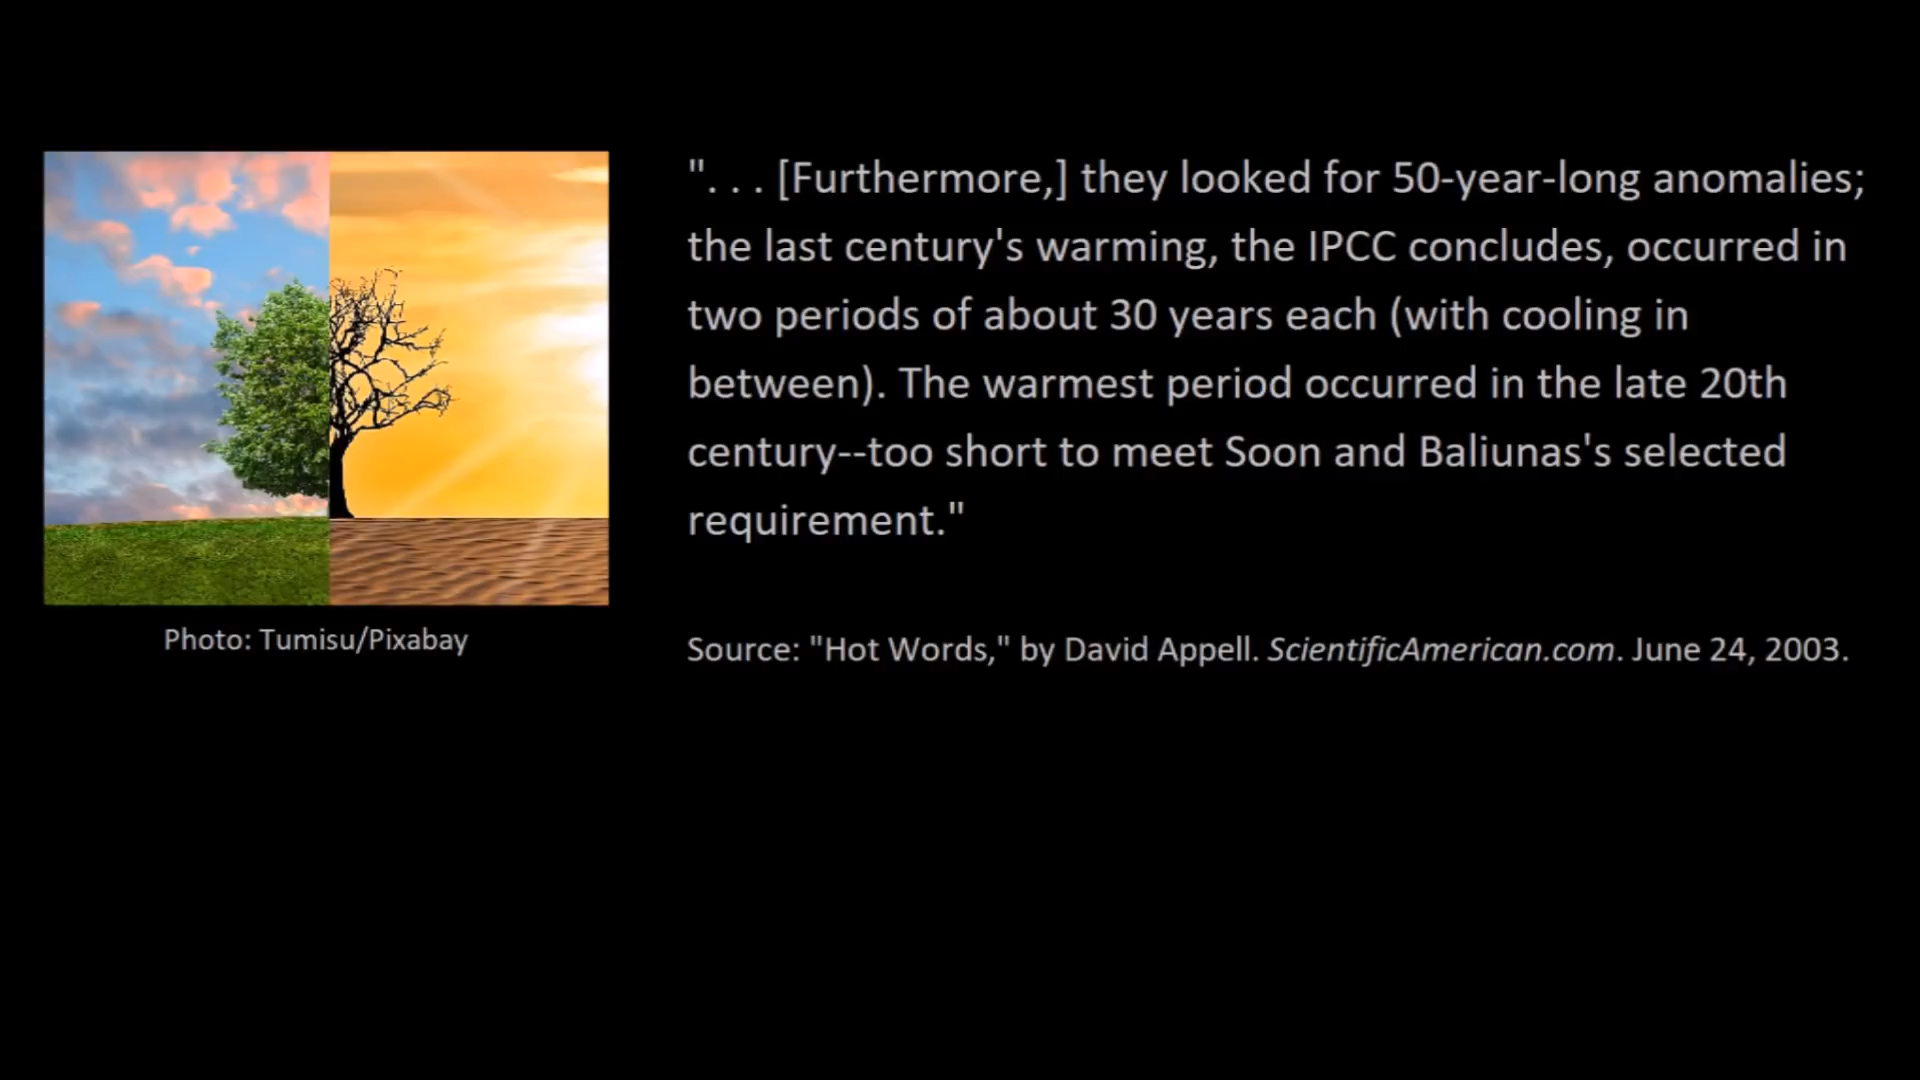 ". . . [Furthermore,] they looked for 50-year-long anomalies;
the last century's warming, the IPCC concludes, occurred in
two periods of about 30 years each (with cooling in
between). The warmest period occurred in the late 20th
century--too short to meet Soon and Baliunas's selected
requirement."
Photo: Tumisu/Pixabay
Source: "Hot Words," by David Appell. ScientificAmerican.com. June 24, 2003.